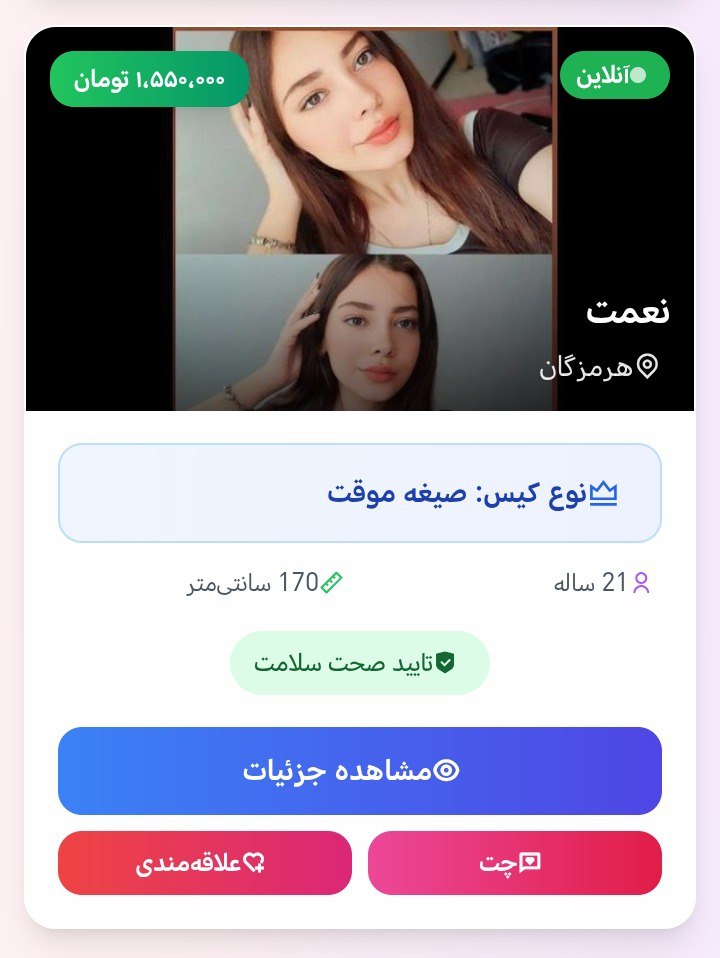 آنلاین
۱،۵۵۰،۰۰۰ تومان
نعمت
هرمزگان
نوع کیس: صیغه موقت
21 ساله
170 سانتی‌متر
تایید صحت سلامت
مشاهده جزئیات
چت
علاقه‌مندی